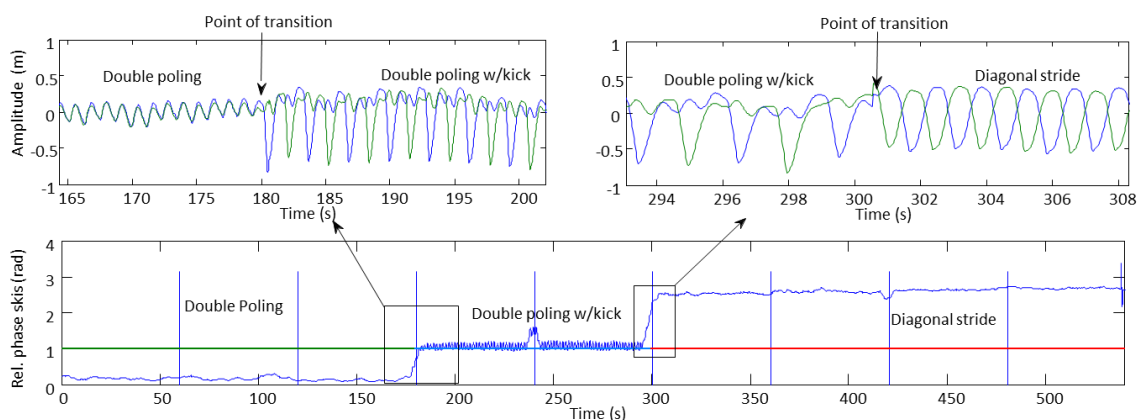 Point of transition
Point of transition
Amplitude (m)
1
0.5
0
-0.5
-1
Double poling
Double poling w/kick
165 170 175 180 185 190 195 200
Time (s)
1
0.5
0
-0.5
-1
Double poling w/kick
Diagonal stride
294 296 298 300 302 304 306 308
Time (s)
Rel. phase skis (rad)
4
3
2
1
0
Double Poling
Double poling w/kick
Diagonal stride
0 50 100 150 200 250 300 350 400 450 500
Time (s)